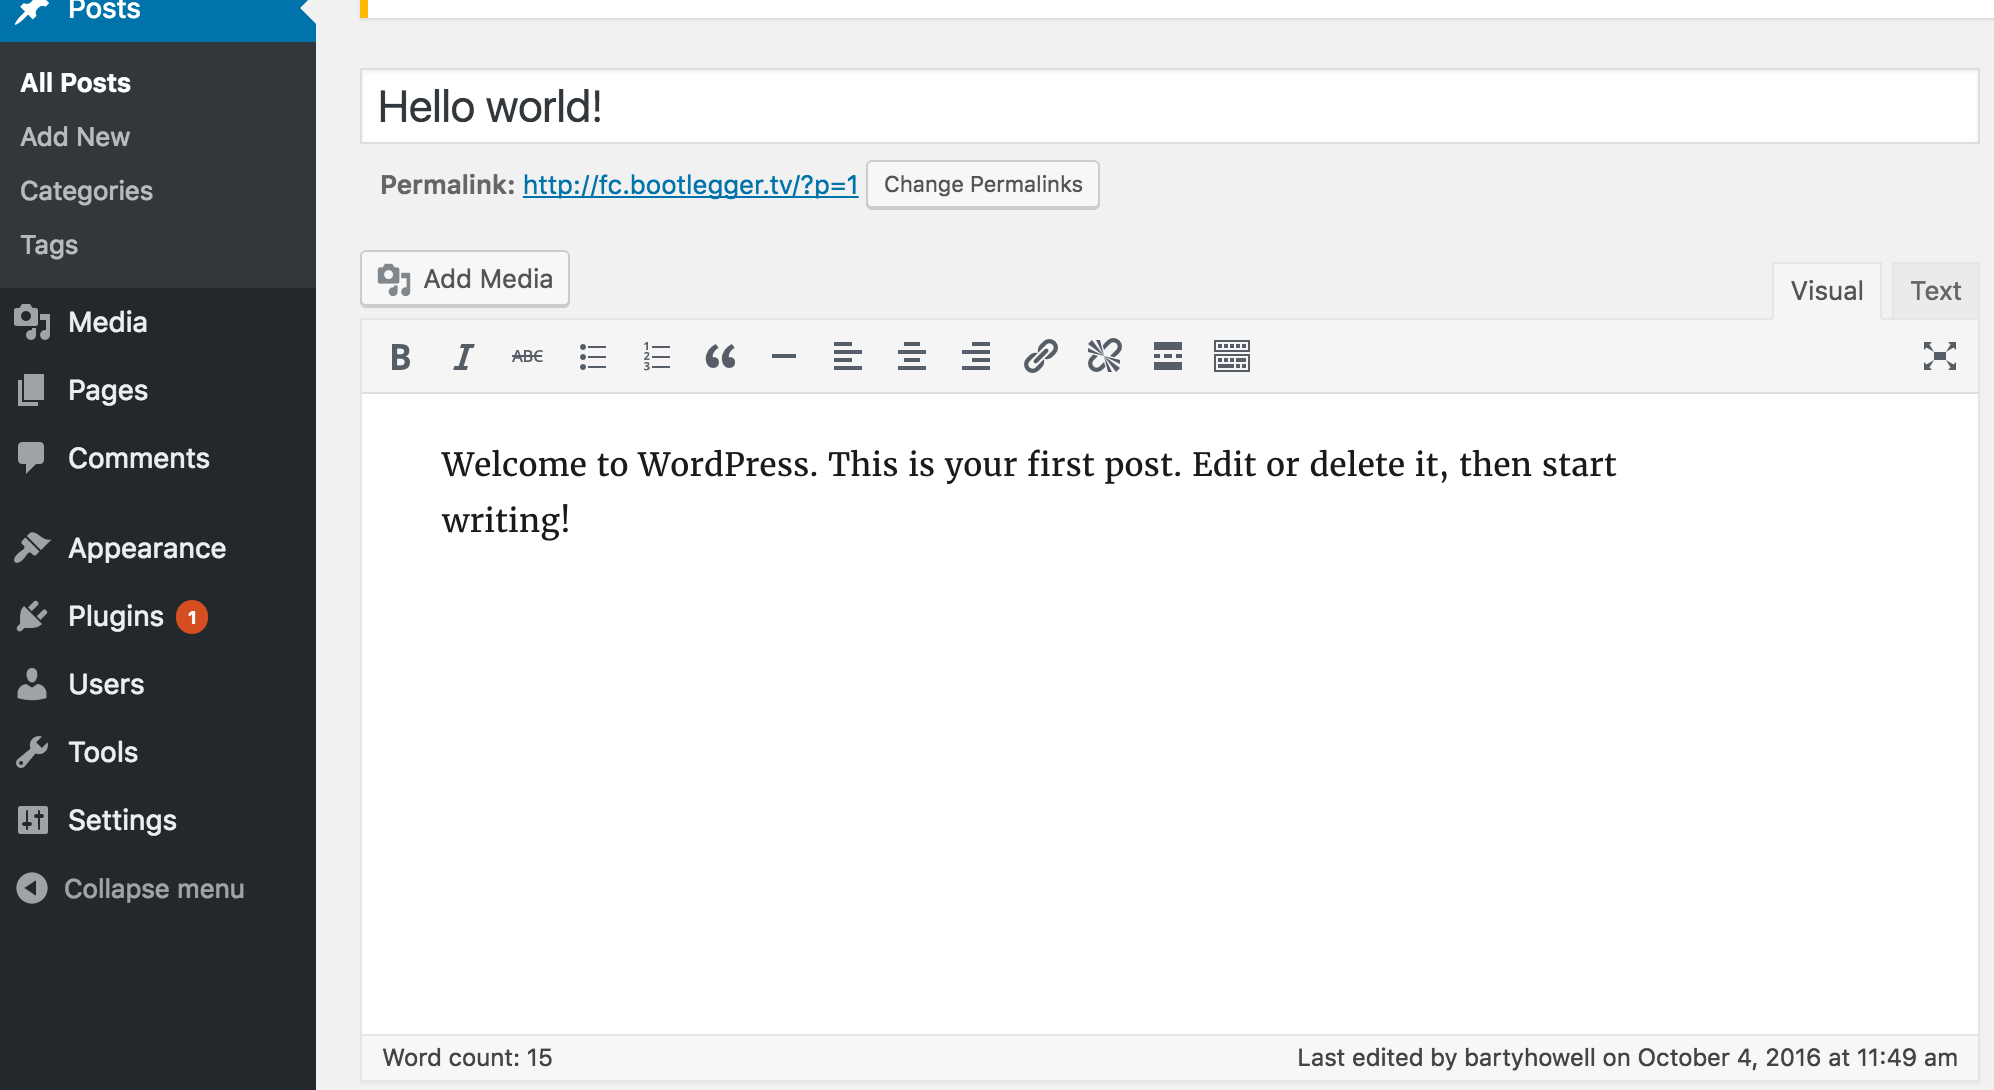 Posts
All Posts
Add New
Categories
Tags
Media
Pages
Comments
Appearance
Plugins 1
Users
Tools
Settings
Collapse menu
Hello world!
Permalink: http://fc.bootlegger.tv/?p=1 Change Permalinks
Add Media
Visual Text
B I ABC
Welcome to WordPress. This is your first post. Edit or delete it, then start
writing!
Word count: 15
Last edited by bartyhowell on October 4, 2016 at 11:49 am